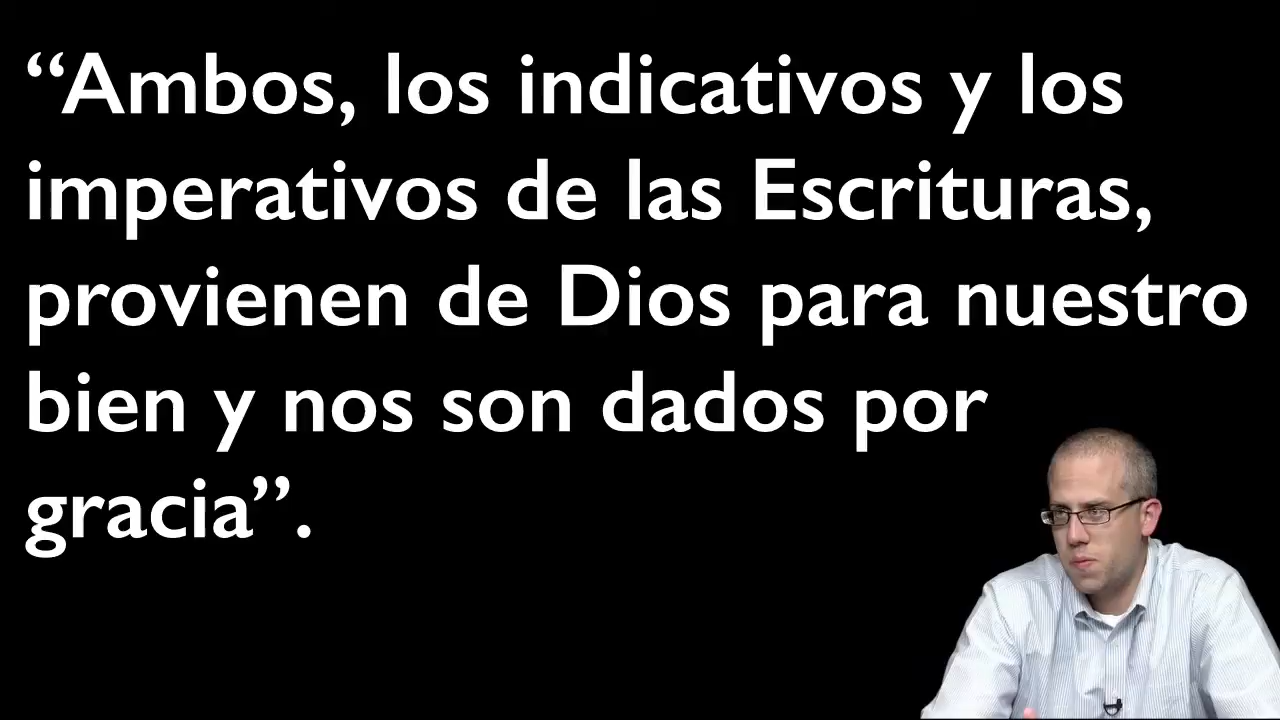 “Ambos, los indicativos y los
imperativos de las Escrituras,
provienen de Dios para nuestro
bien y nos son dados por
gracia”.